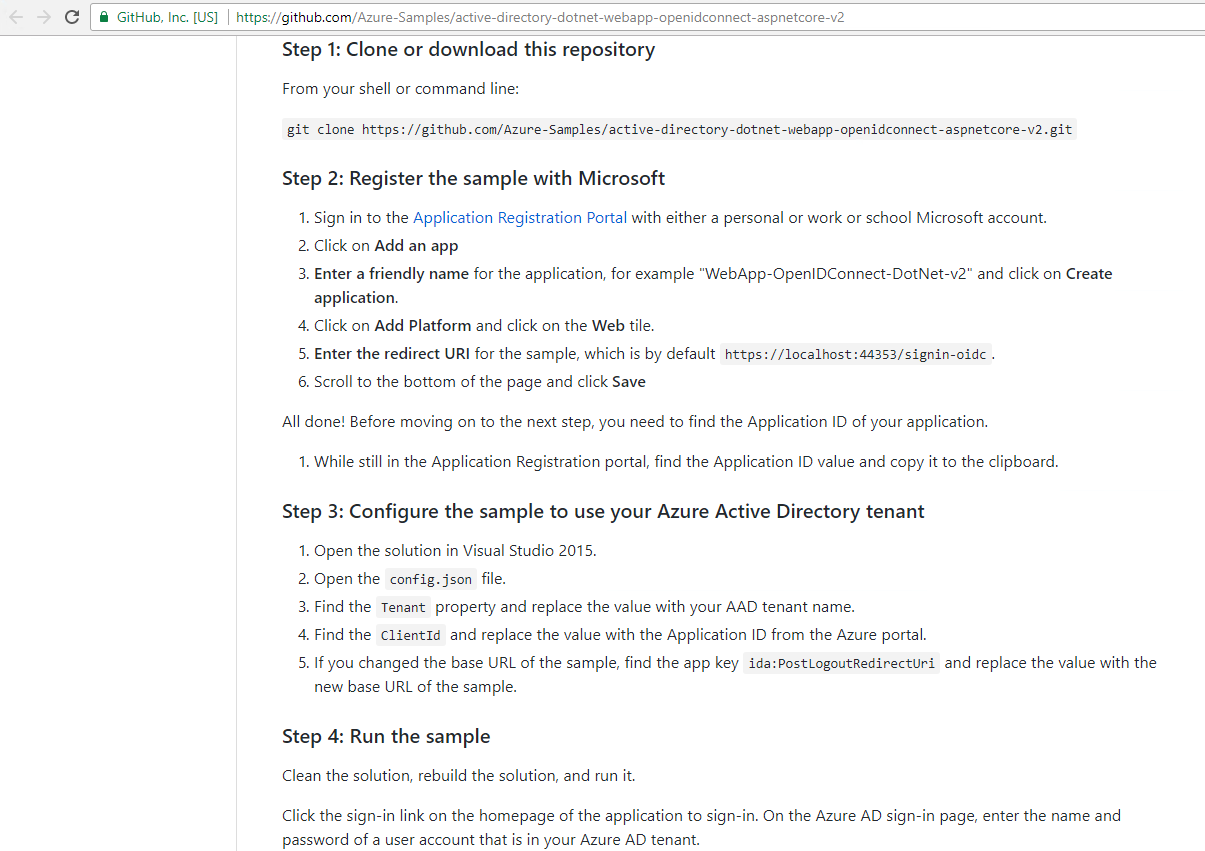 GitHub, Inc. [US] https://github.com/Azure-Samples/active-directory-dotnet-webapp-openidconnect-aspnetcore-v2
Step 1: Clone or download this repository
From your shell or command line:
git clone https://github.com/Azure-Samples/active-directory-dotnet-webapp-openidconnect-aspnetcore-v2.git
Step 2: Register the sample with Microsoft
1. Sign in to the Application Registration Portal with either a personal or work or school Microsoft account.
2. Click on Add an app
3. Enter a friendly name for the application, for example "WebApp-OpenIDConnect-DotNet-v2" and click on Create
application.
4. Click on Add Platform and click on the Web tile.
5. Enter the redirect URI for the sample, which is by default https://localhost:44353/signin-oidc .
6. Scroll to the bottom of the page and click Save
All done! Before moving on to the next step, you need to find the Application ID of your application.
1. While still in the Application Registration portal, find the Application ID value and copy it to the clipboard.
Step 3: Configure the sample to use your Azure Active Directory tenant
1. Open the solution in Visual Studio 2015.
2. Open the config.json file.
3. Find the Tenant property and replace the value with your AAD tenant name.
4. Find the ClientId and replace the value with the Application ID from the Azure portal.
5. If you changed the base URL of the sample, find the app key ida:PostLogoutRedirectUri and replace the value with the
new base URL of the sample.
Step 4: Run the sample
Clean the solution, rebuild the solution, and run it.
Click the sign-in link on the homepage of the application to sign-in. On the Azure AD sign-in page, enter the name and
password of a user account that is in your Azure AD tenant.